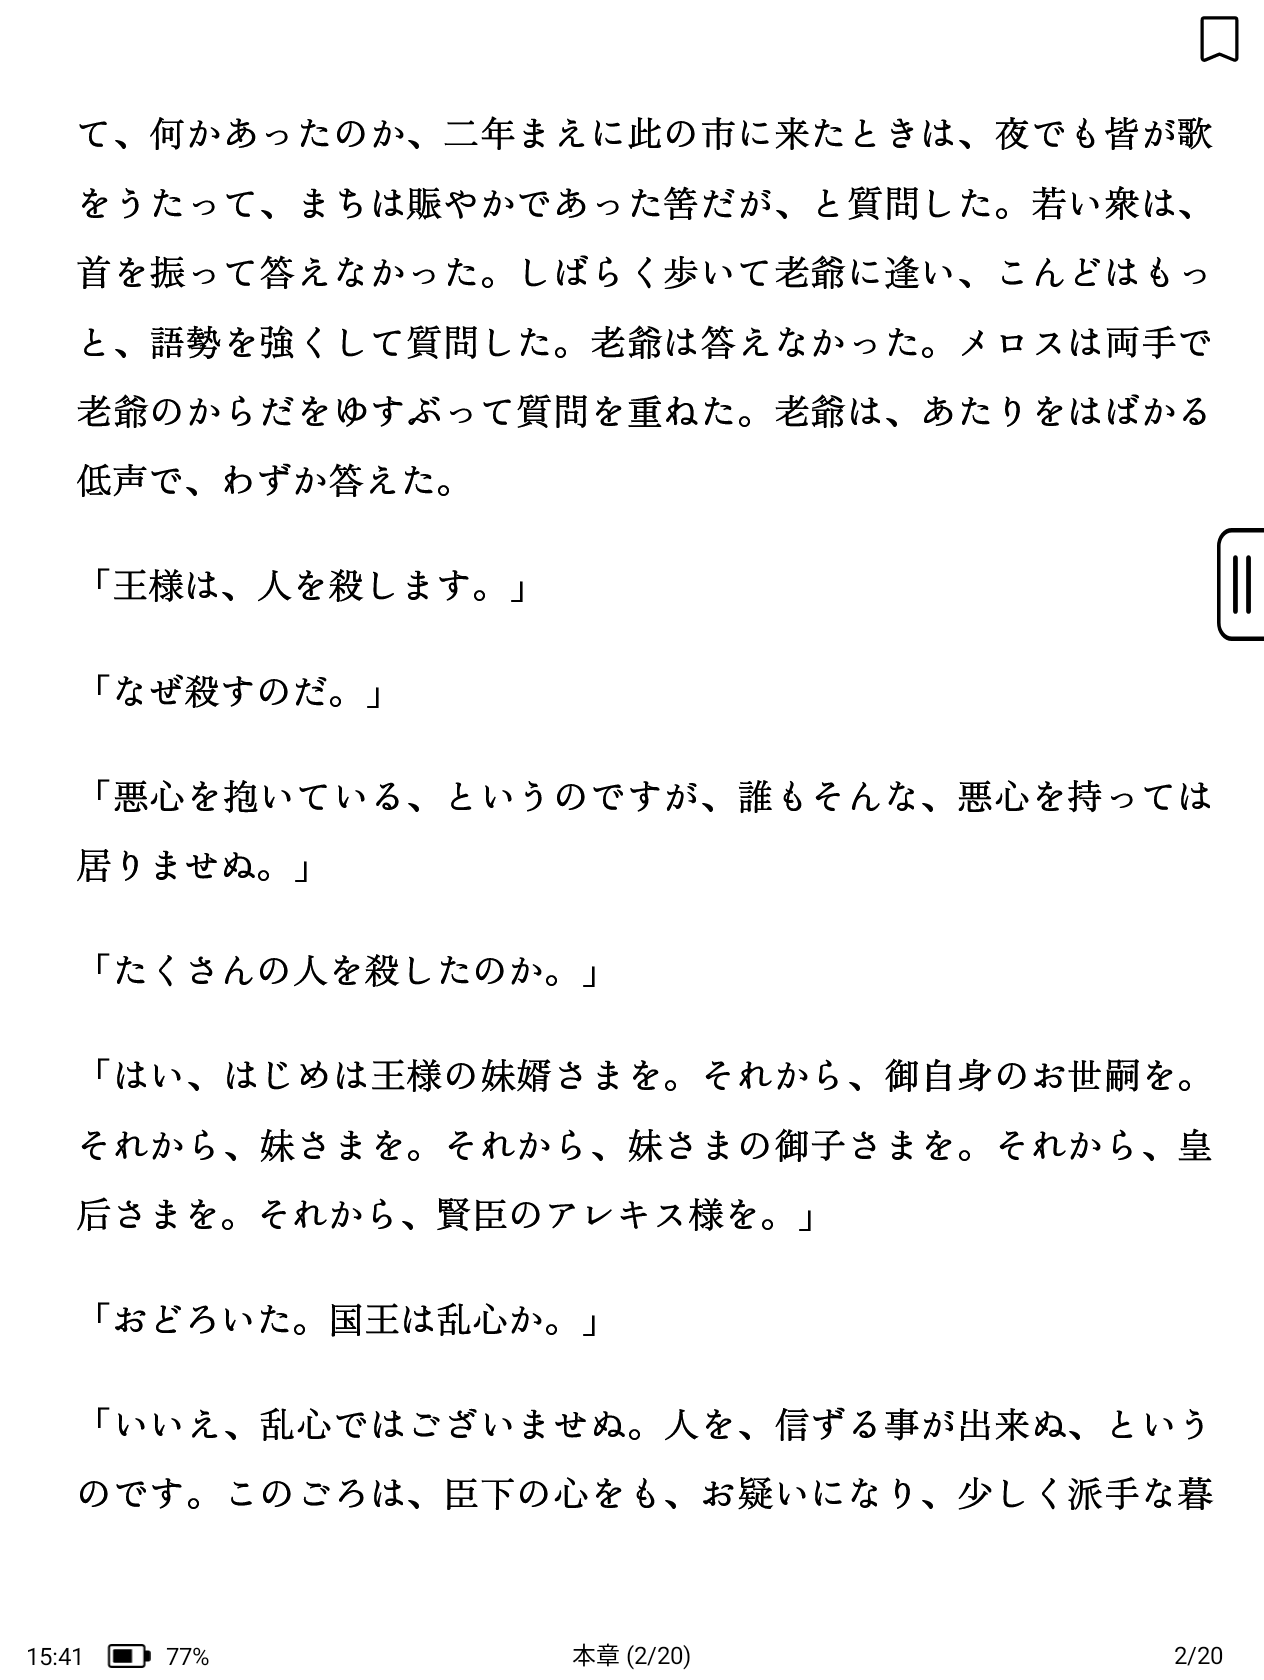 て、何かあったのか、二年まえに此の市に来たときは、夜でも皆が歌
をうたって、まちは賑やかであった筈だが、と質問した。若い衆は、
首を振って答えなかった。しばらく歩いて老爺に逢い、こんどはもっ
と、語勢を強くして質問した。老爺は答えなかった。メロスは両手で
老爺のからだをゆすぶって質問を重ねた。老爺は、あたりをはばかる
低声で、わずか答えた。
「王様は、人を殺します。」
「なぜ殺すのだ。」
「悪心を抱いている、というのですが、誰もそんな、悪心を持っては
居りませぬ。」
「たくさんの人を殺したのか。」
「はい、はじめは王様の妹婿さまを。それから、御自身のお世嗣を。
それから、妹さまを。それから、妹さまの御子さまを。それから、皇
后さまを。それから、賢臣のアレキス様を。」
「おどろいた。国王は乱心か。」
「いいえ、乱心ではございませぬ。人を、信ずる事が出来ぬ、という
のです。このごろは、臣下の心をも、お疑いになり、少しく派手な暮
15:41 77% 本章 (2/20) 2/20